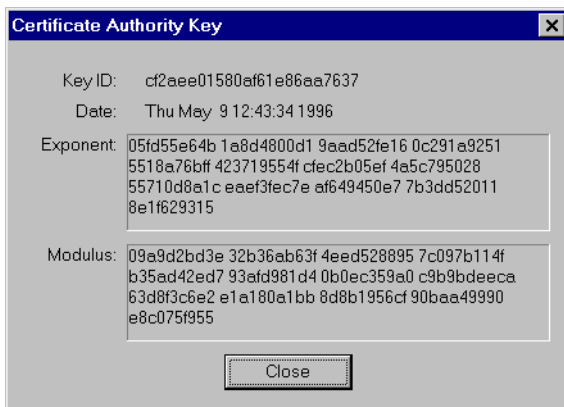 Certificate Authority Key
Key ID: cf2aee01580af61e86aa7637
Date: Thu May 9 12:43:34 1996
Exponent: 05fd55e64b 1a8d4800d1 9aad52fe16 0c291a9251
5518a76bff 423719554f cfec2b05ef 4a5c795028
55710d8a1c eaef3fec7e af649450e7 7b3dd52011
8e1f629315
Modulus: 09a9d2bd3e 32b36ab63f 4eed528895 7c097b114f
b35ad42ed7 93afd981d4 0b0ec359a0 c9b9bdeeca
63d8f3c6e2 e1a180a1bb 8d8b1956cf 90baa49990
e8c075f955
Close